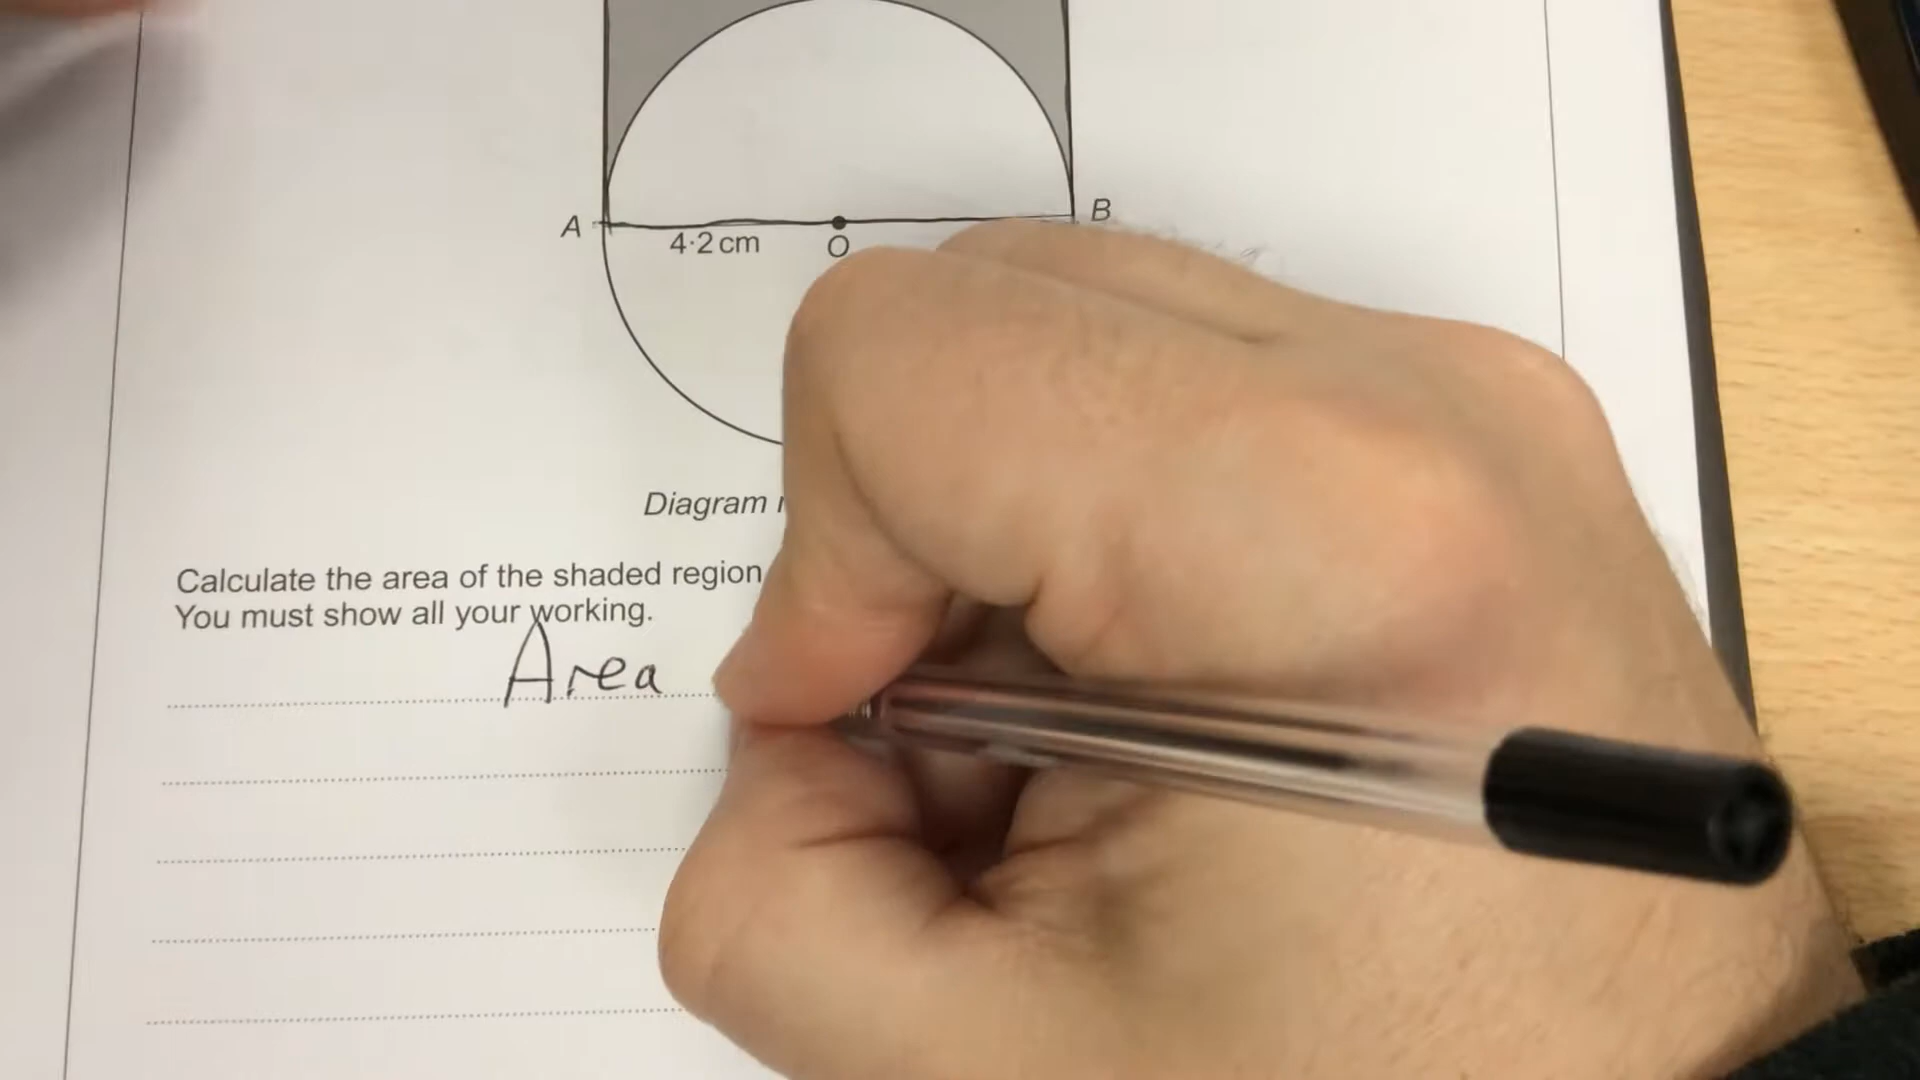 A
B
4·2 cm
O
Diagram
Calculate the area of the shaded region
You must show all your working.
Area